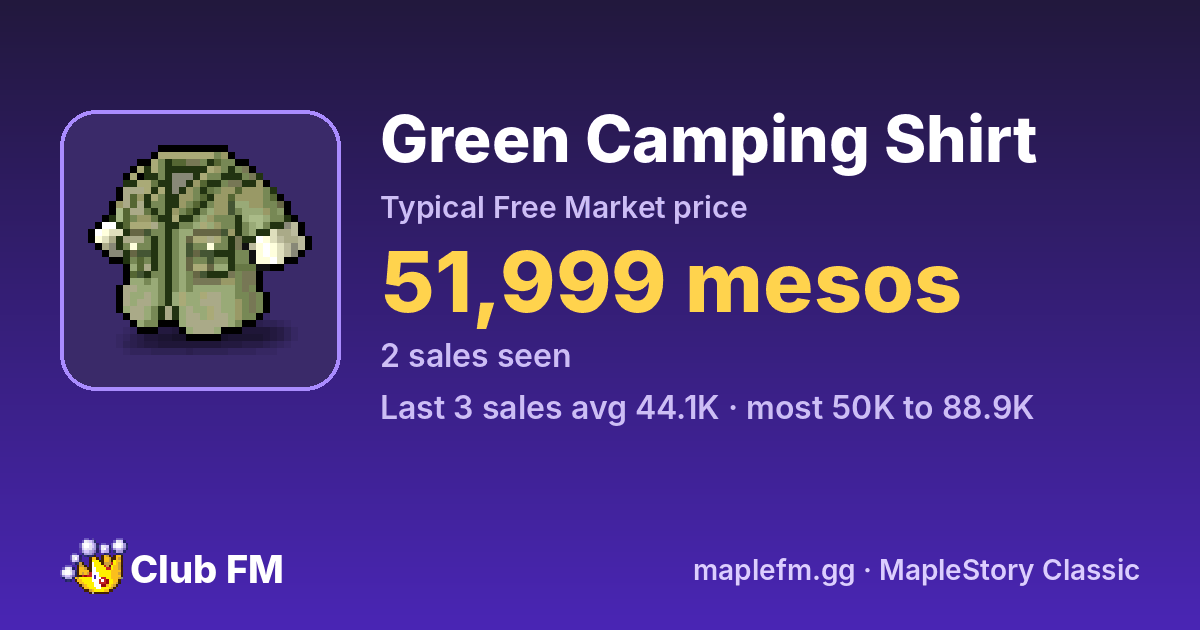 Green Camping Shirt
Typical Free Market price
51,999 mesos
2 sales seen
Last 3 sales avg 44.1K · most 50K to 88.9K
Club FM
maplefm.gg · MapleStory Classic